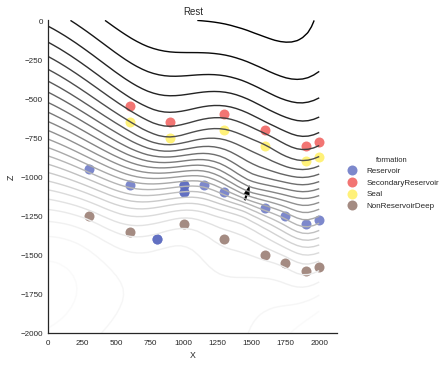 Rest
0
−250
−500
−750
−1000
−1250
−1500
−1750
−2000
Z
0 250 500 750 1000 1250 1500 1750 2000
X
formation
Reservoir
SecondaryReservoir
Seal
NonReservoirDeep